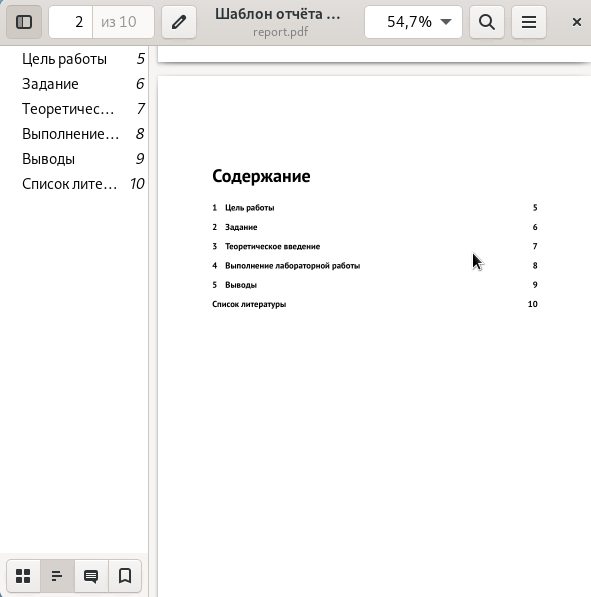 2 из 10
Шаблон отчёта ...
report.pdf
54,7%
Цель работы 5
Задание 6
Теоретичес... 7
Выполнение... 8
Выводы 9
Список лите... 10
Содержание
1 Цель работы 5
2 Задание 6
3 Теоретическое введение 7
4 Выполнение лабораторной работы 8
5 Выводы 9
Список литературы 10